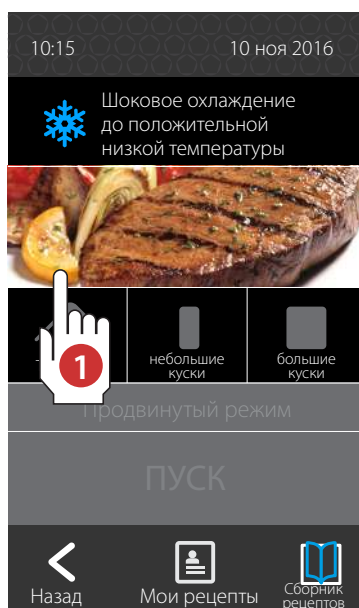 10:15 10 ноя 2016
Шоковое охлаждение
до положительной
низкой температуры
небольшие
куски
большие
куски
1
Продвинутый режим
ПУСК
Назад
Мои рецепты
Сборник
рецептов